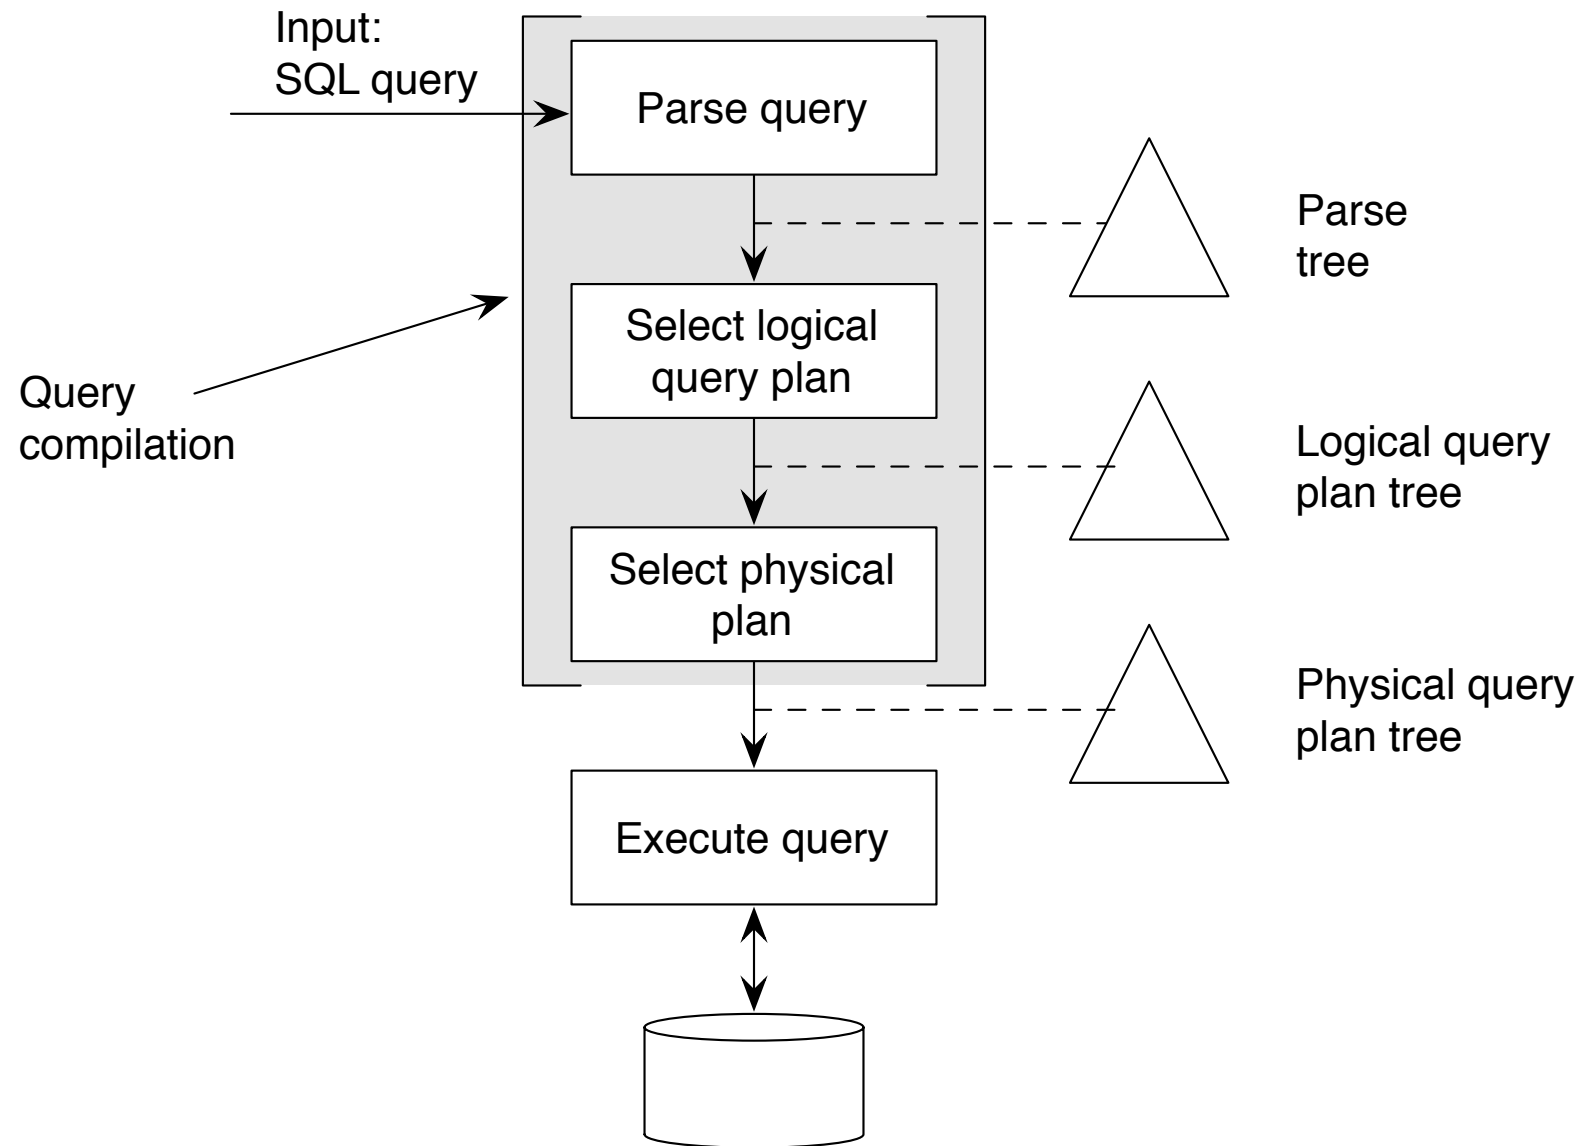 Input:
SQL query
Parse query
Parse
tree
Select logical
query plan
Query
compilation
Logical query
plan tree
Select physical
plan
Physical query
plan tree
Execute query